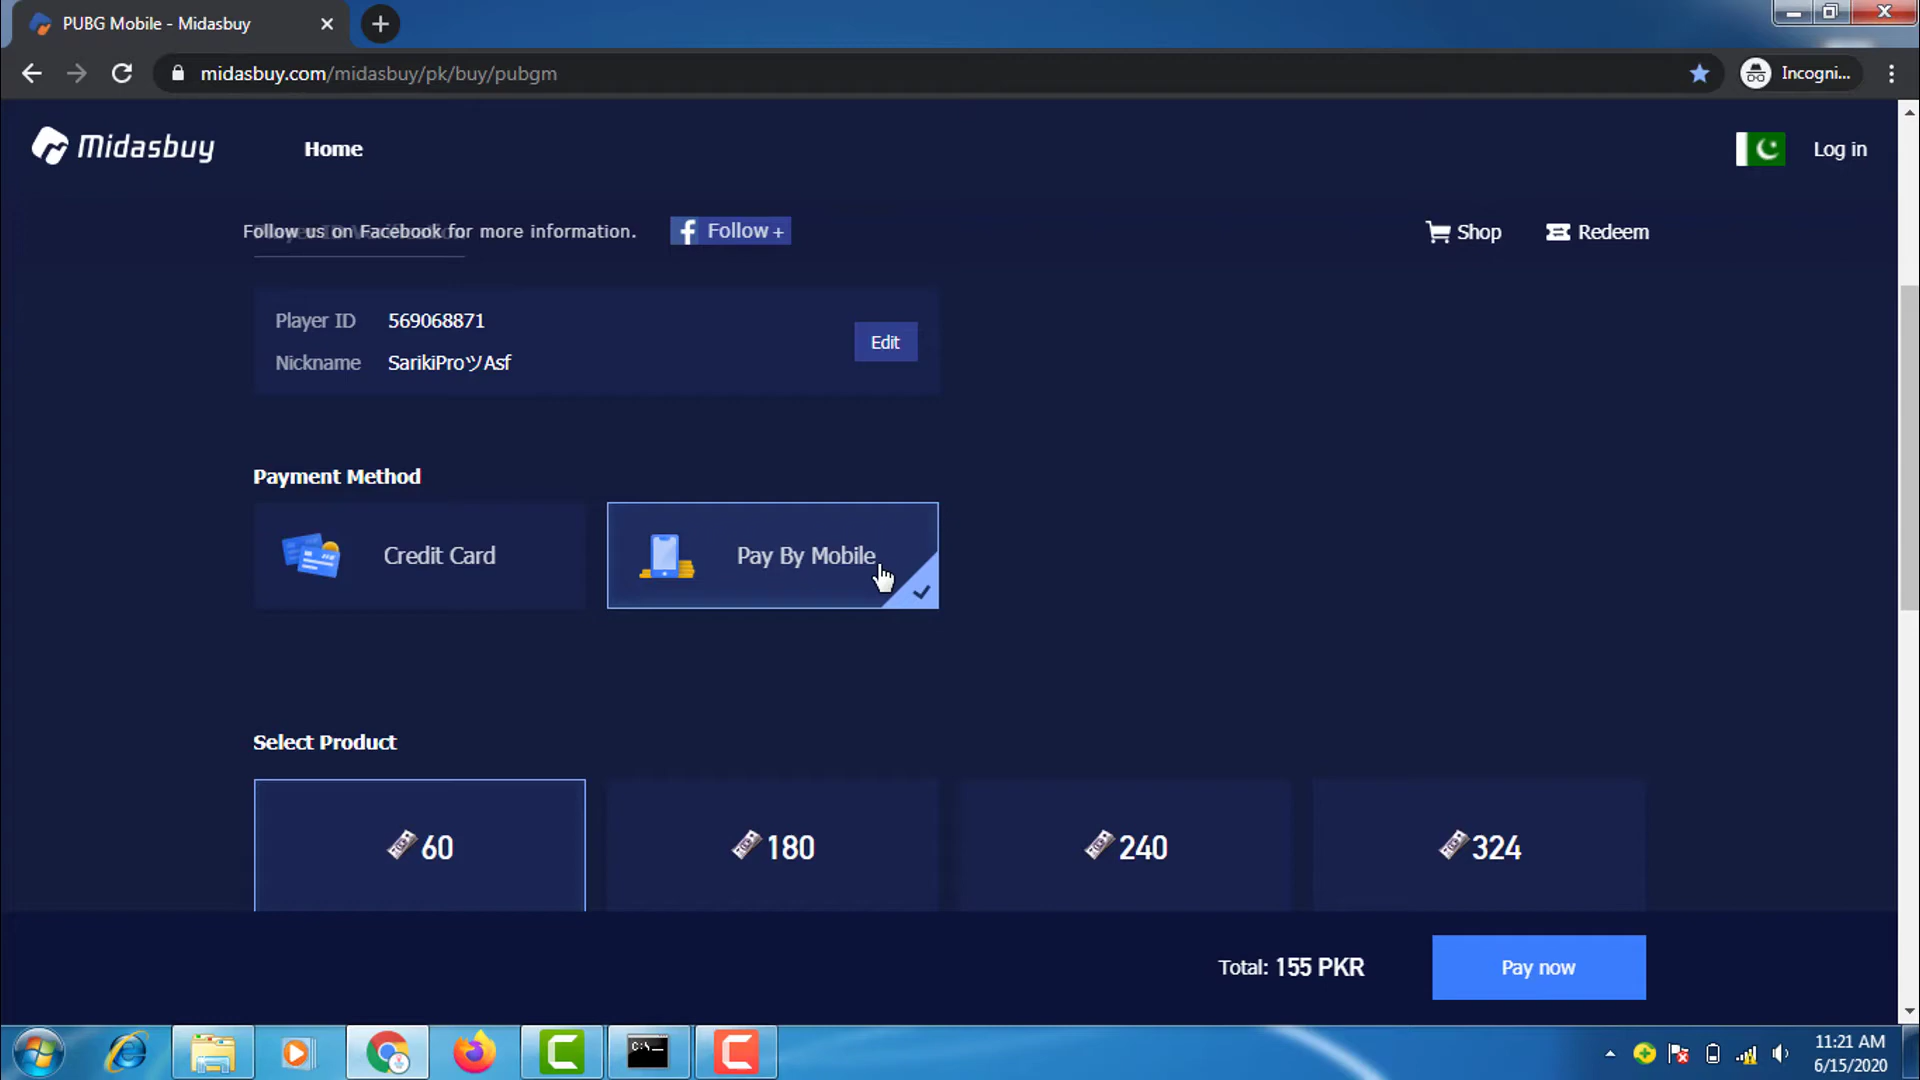 PUBG Mobile - Midasbuy
midasbuy.com/midasbuy/pk/buy/pubgm
Incogni...
Midasbuy
Home
Log in
Follow us on Facebook for more information.
Follow +
Shop
Redeem
Player ID 569068871
Nickname SarikiProツAsf
Edit
Payment Method
Credit Card
Pay By Mobile
Select Product
60
180
240
324
Total: 155 PKR
Pay now
C:\_
11:21 AM
6/15/2020